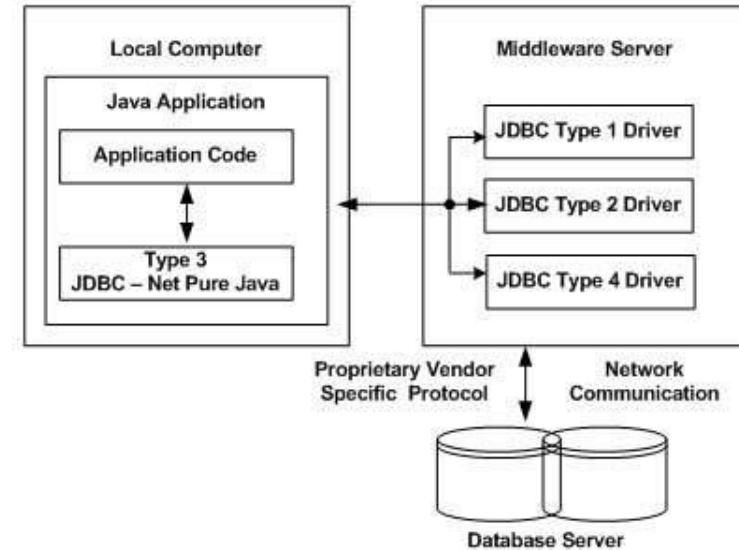 Local Computer
Java Application
Application Code
Type 3
JDBC – Net Pure Java
Middleware Server
JDBC Type 1 Driver
JDBC Type 2 Driver
JDBC Type 4 Driver
Proprietary Vendor
Specific Protocol
Network
Communication
Database Server